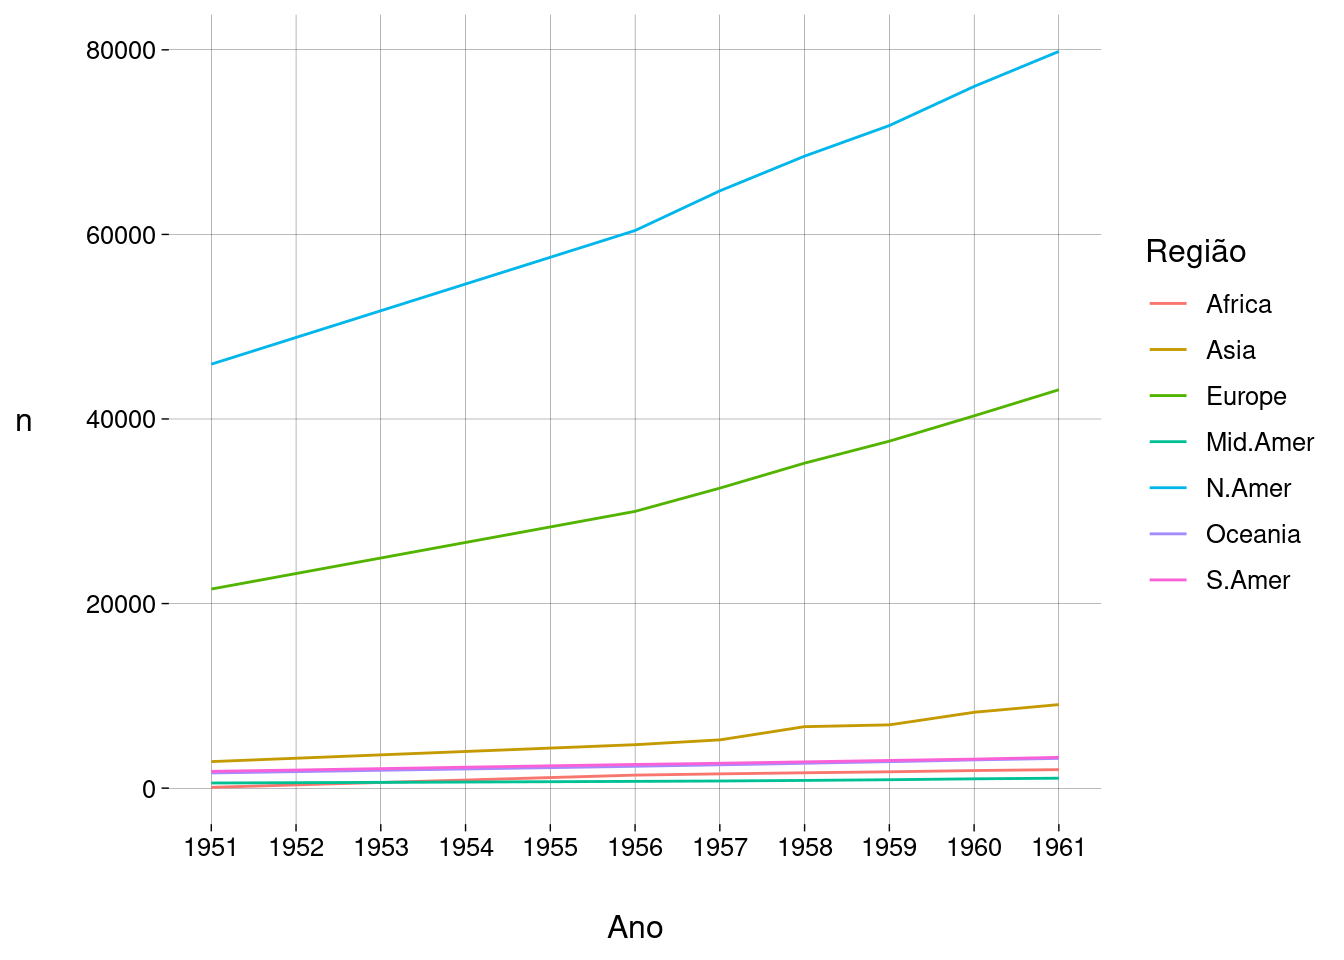 80000
60000
40000
20000
0
n
1951 1952 1953 1954 1955 1956 1957 1958 1959 1960 1961
Ano
Região
Africa
Asia
Europe
Mid.Amer
N.Amer
Oceania
S.Amer